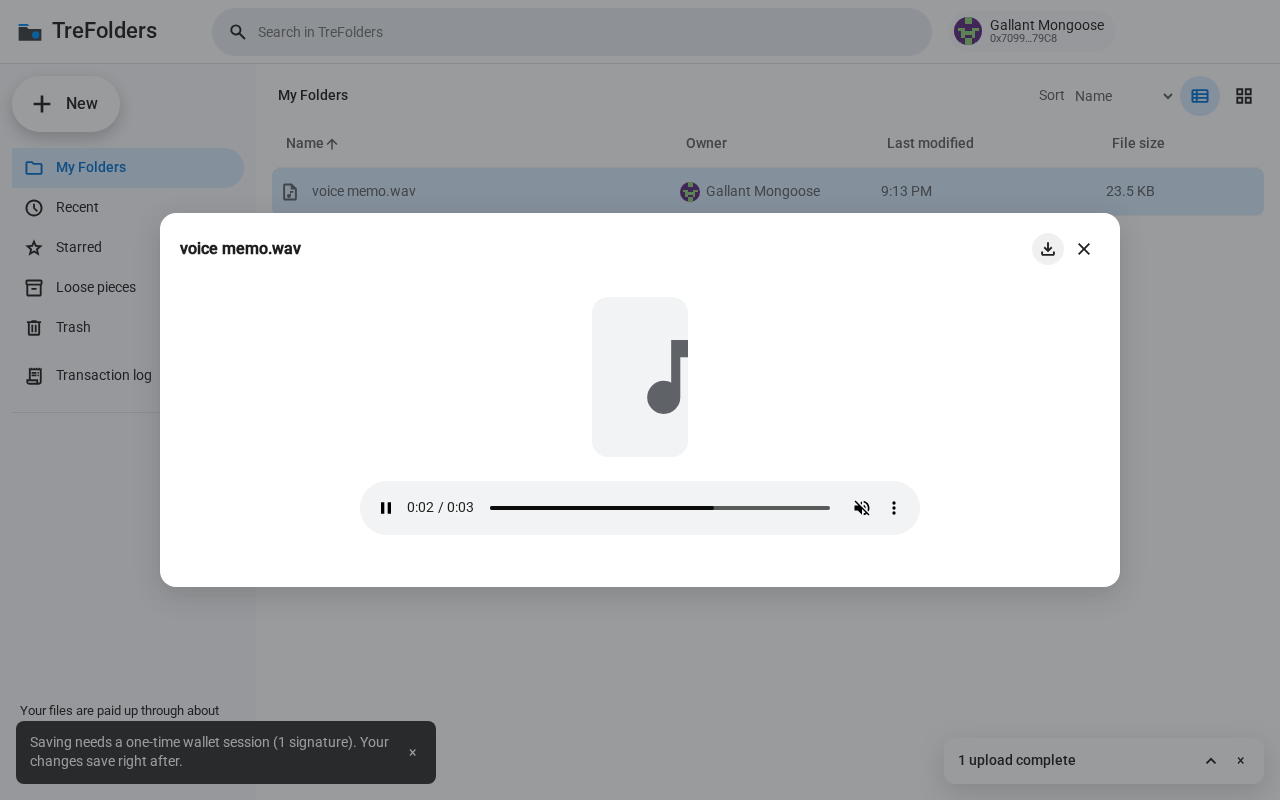 TreFolders
Search in TreFolders
Gallant Mongoose
0x7099…79C8
New
My Folders
Sort Name
My Folders
Recent
Starred
Loose pieces
Trash
Transaction log
Name Owner Last modified File size
voice memo.wav Gallant Mongoose 9:13 PM 23.5 KB
voice memo.wav
0:02 / 0:03
Your files are paid up through about
Saving needs a one-time wallet session (1 signature). Your
changes save right after.
1 upload complete